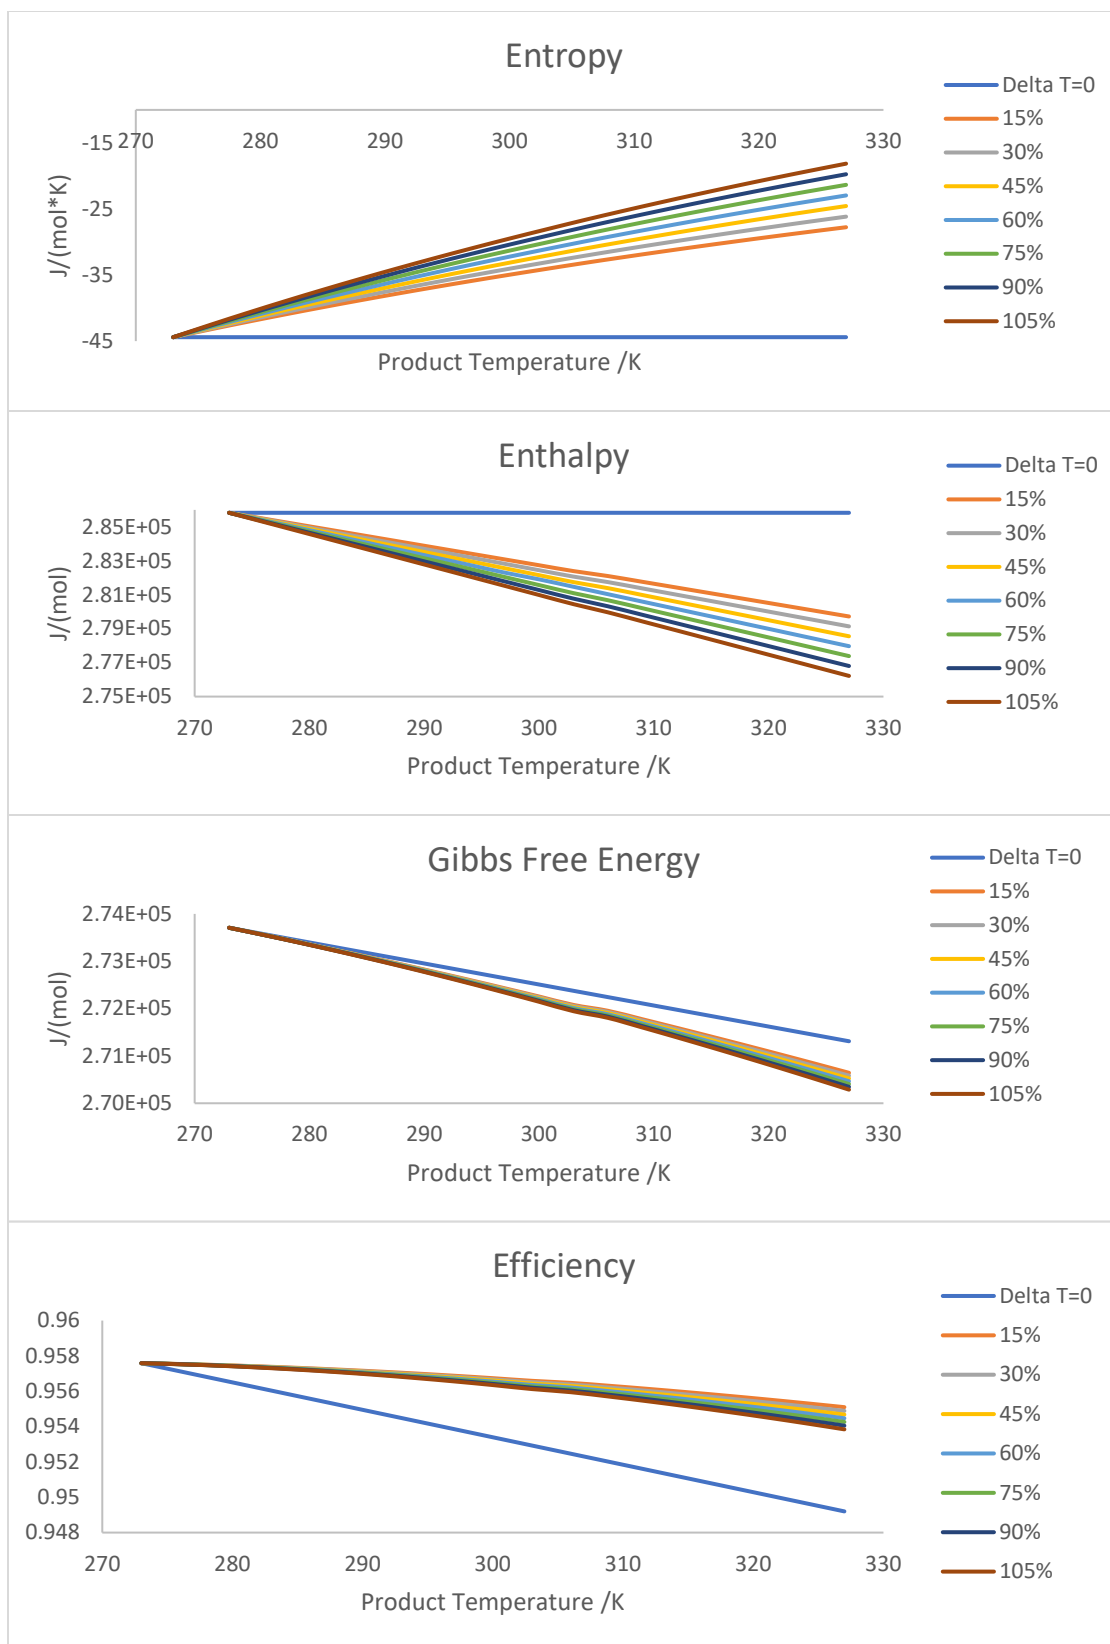 Entropy
J/(mol*K)
-15
-25
-35
-45
270 280 290 300 310 320 330
Product Temperature /K
Delta T=0
15%
30%
45%
60%
75%
90%
105%
Enthalpy
J/(mol)
2.85E+05
2.83E+05
2.81E+05
2.79E+05
2.77E+05
2.75E+05
270 280 290 300 310 320 330
Product Temperature /K
Delta T=0
15%
30%
45%
60%
75%
90%
105%
Gibbs Free Energy
J/(mol)
2.74E+05
2.73E+05
2.72E+05
2.71E+05
2.70E+05
270 280 290 300 310 320 330
Product Temperature /K
Delta T=0
15%
30%
45%
60%
75%
90%
105%
Efficiency
0.96
0.958
0.956
0.954
0.952
0.95
0.948
270 280 290 300 310 320 330
Product Temperature /K
Delta T=0
15%
30%
45%
60%
75%
90%
105%